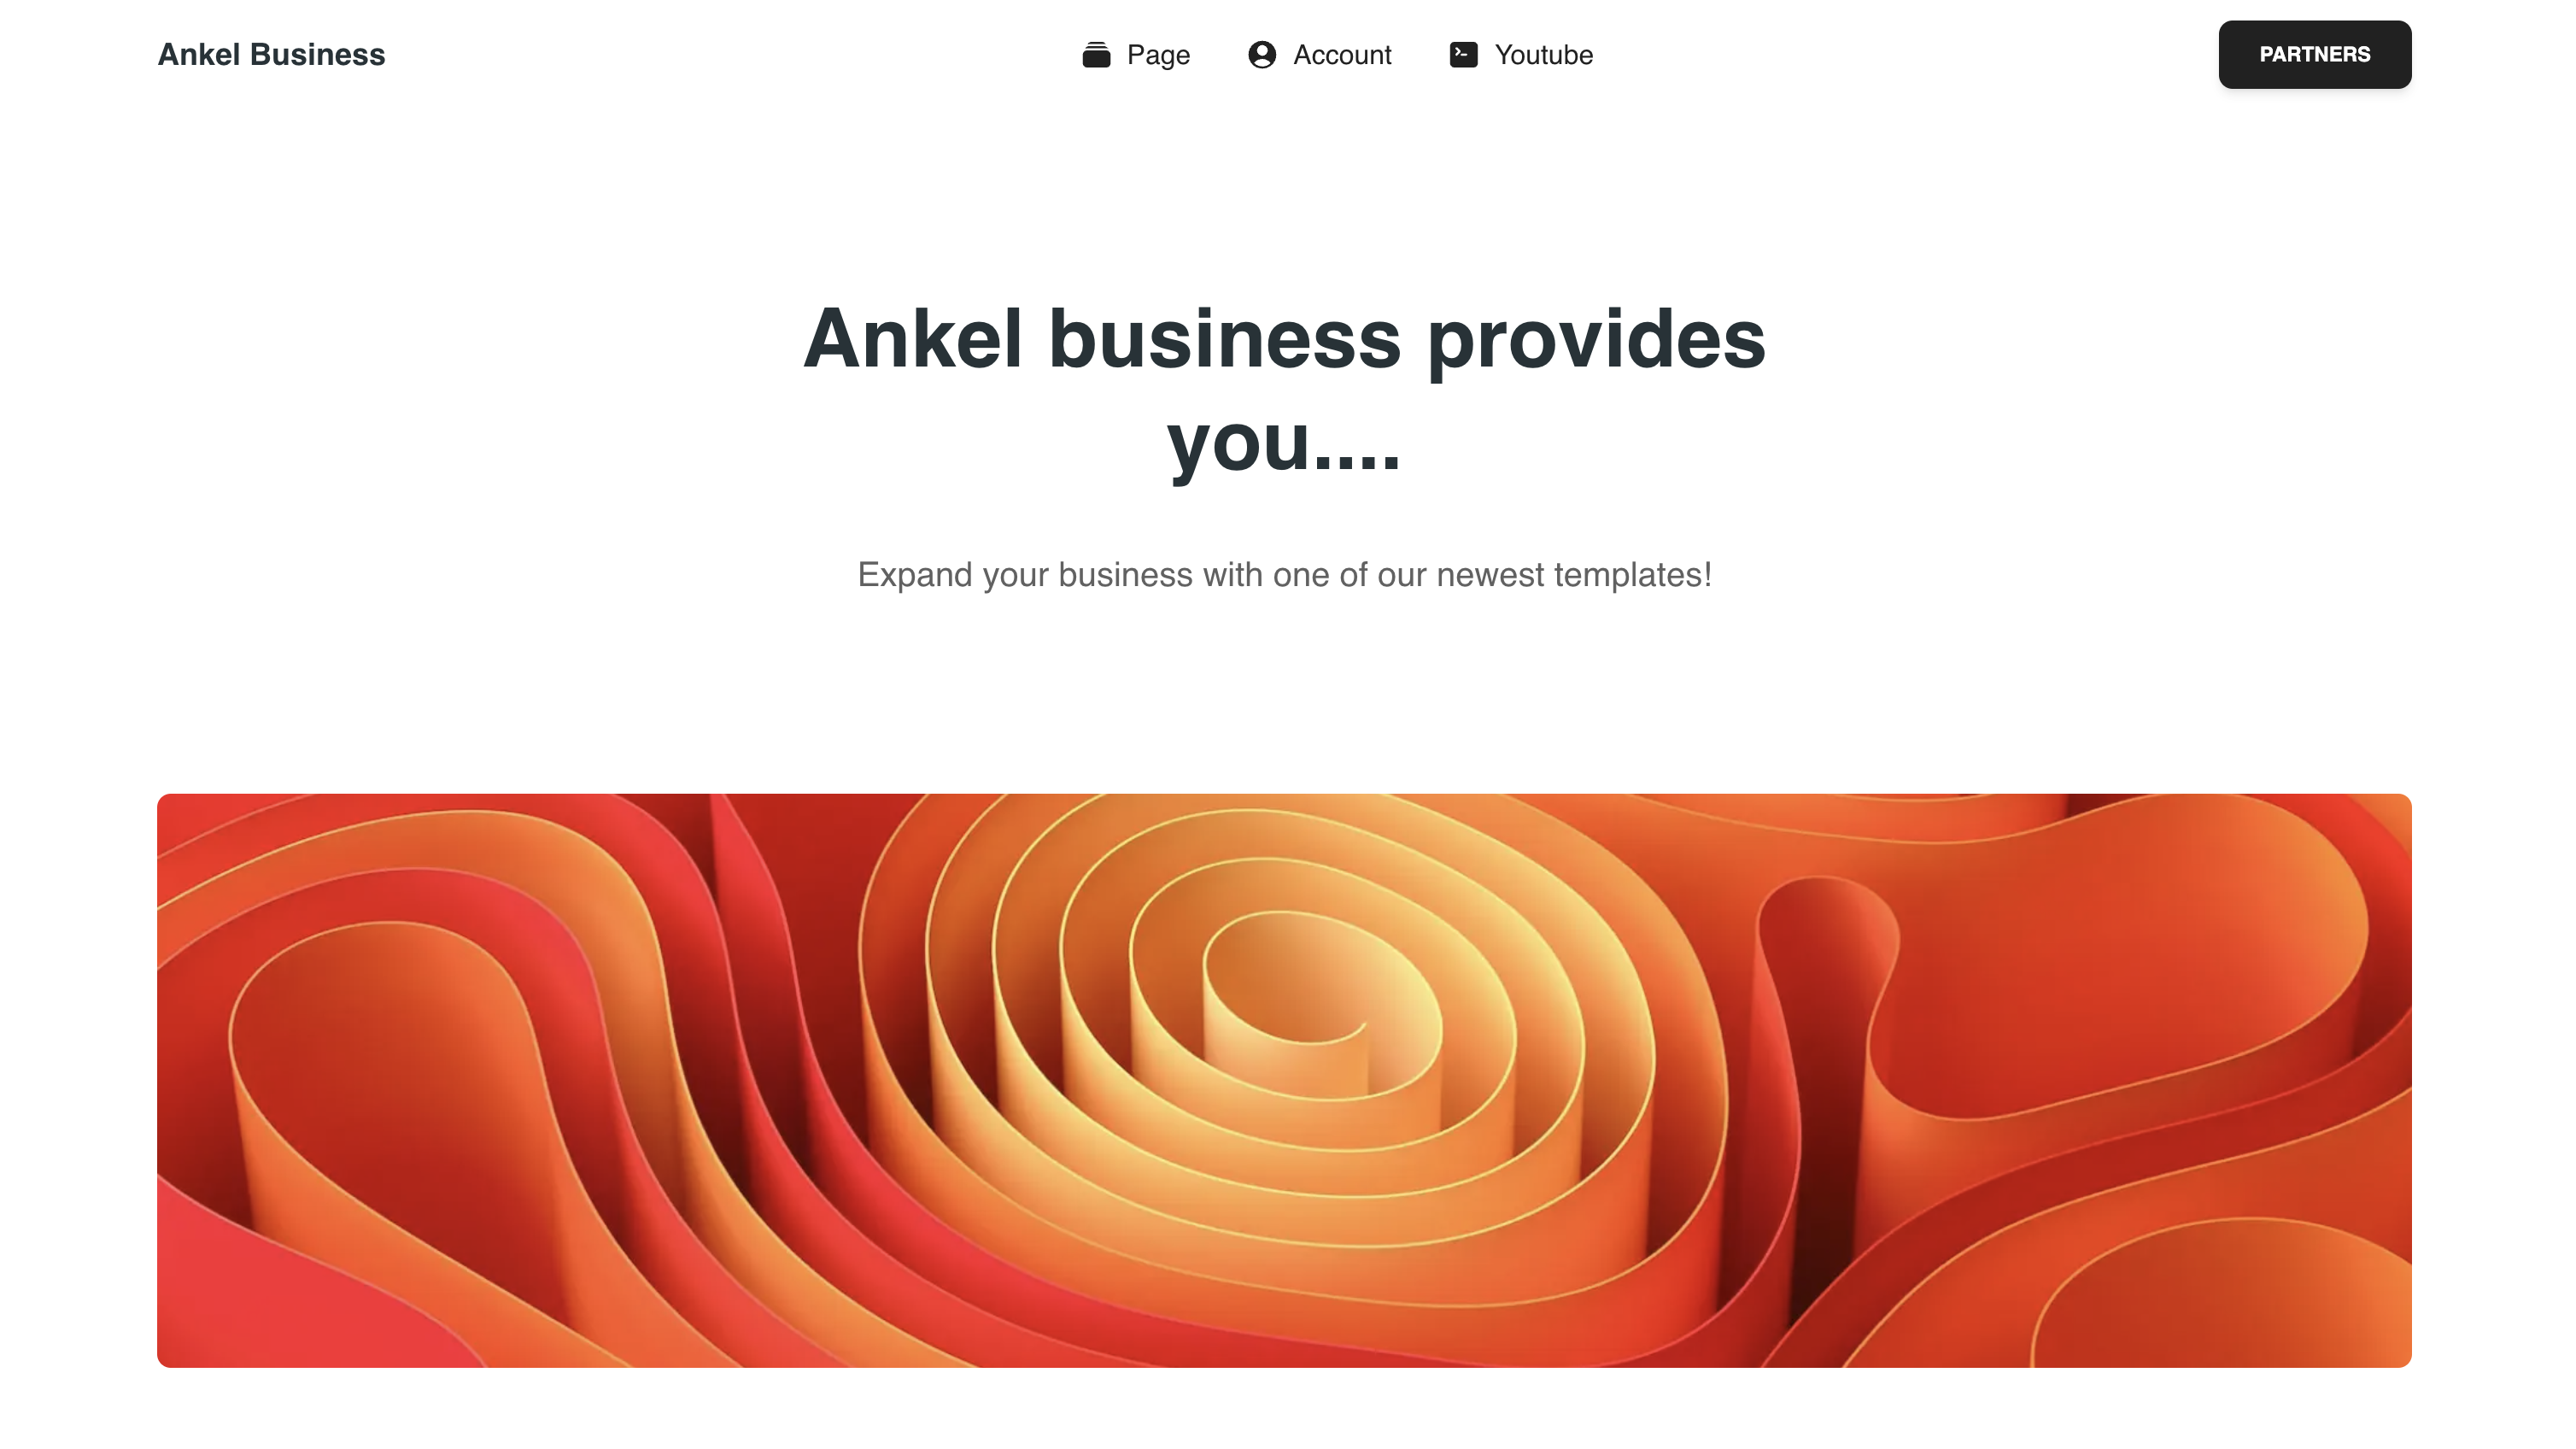 Ankel Business
Page
Account
Youtube
PARTNERS
Ankel business provides
you....
Expand your business with one of our newest templates!